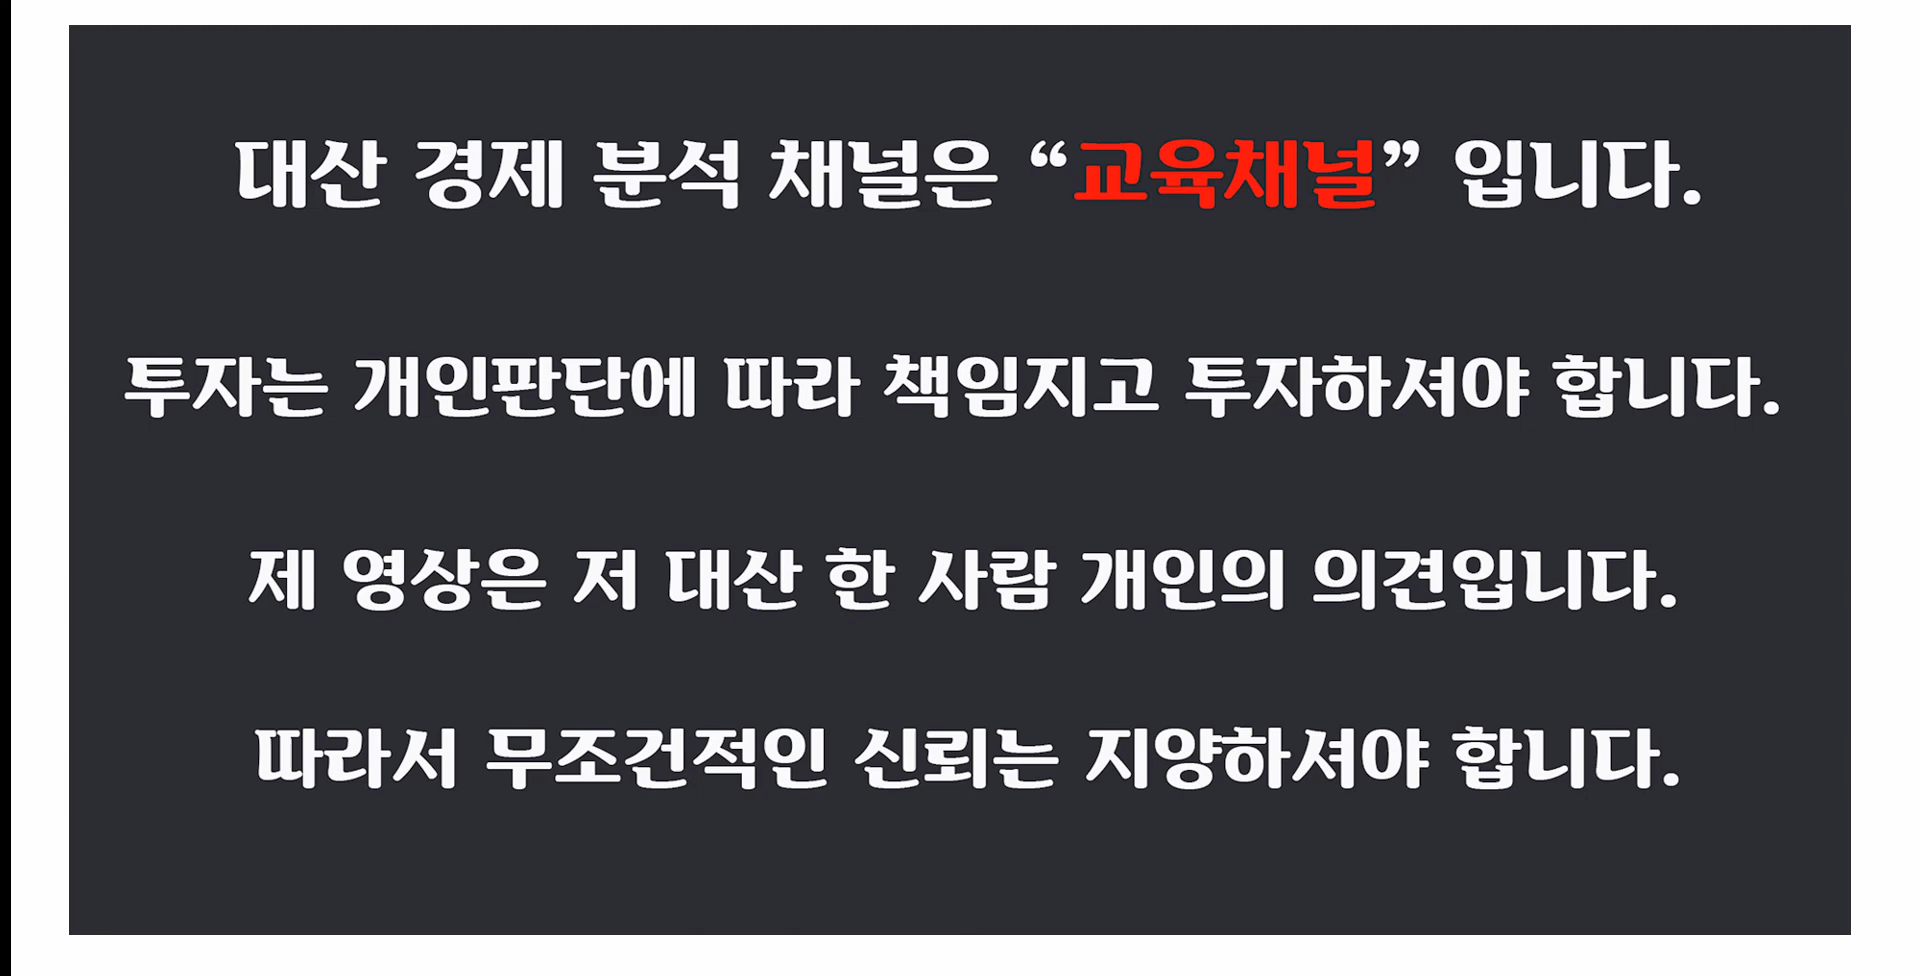 대산 경제 분석 채널은 “교육채널” 입니다.
투자는 개인판단에 따라 책임지고 투자하셔야 합니다.
제 영상은 저 대산 한 사람 개인의 의견입니다.
따라서 무조건적인 신뢰는 지양하셔야 합니다.